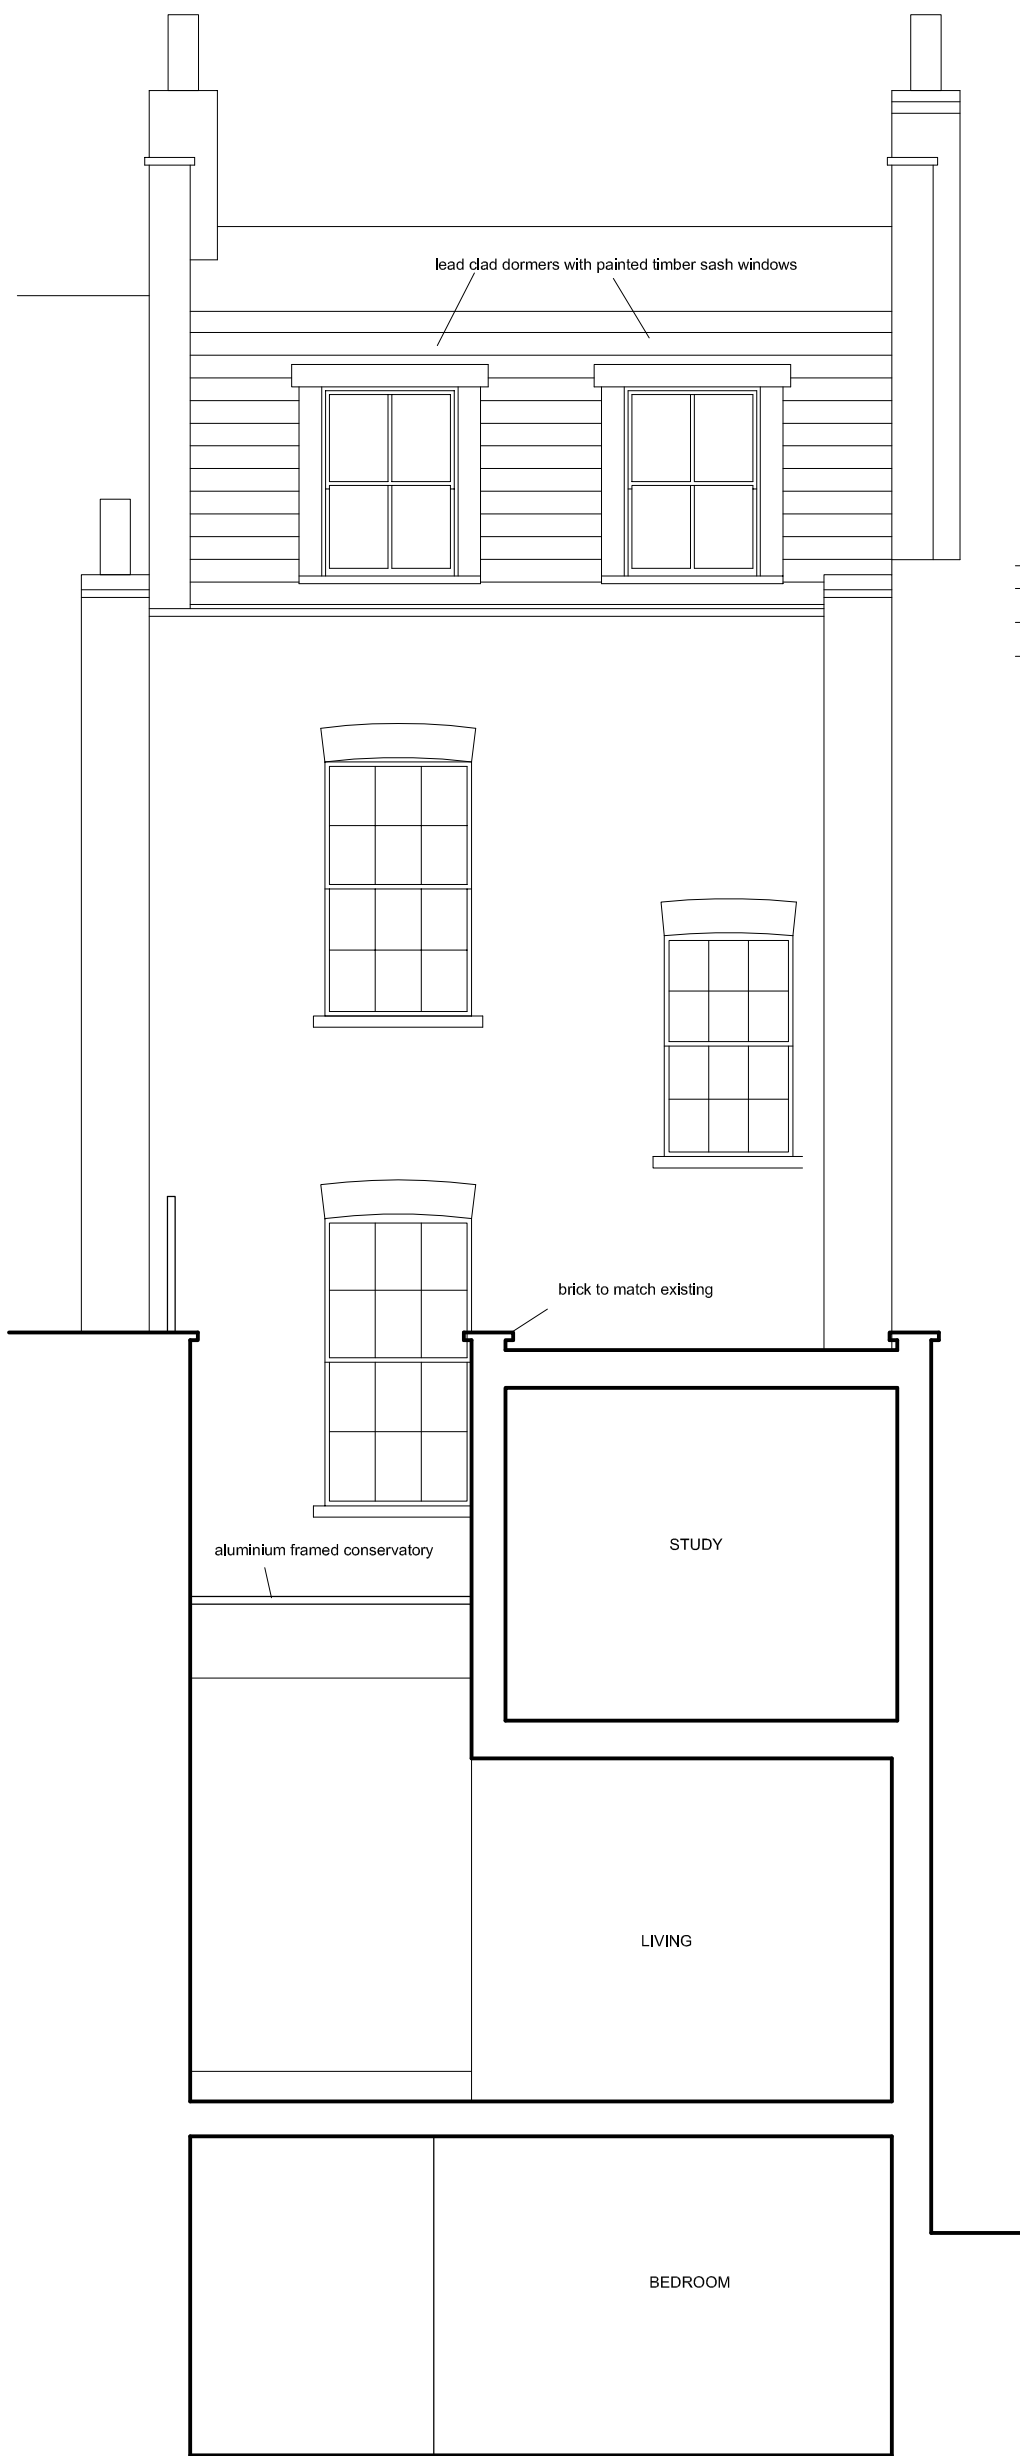 lead clad dormers with painted timber sash windows
brick to match existing
STUDY
aluminium framed conservatory
LIVING
BEDROOM